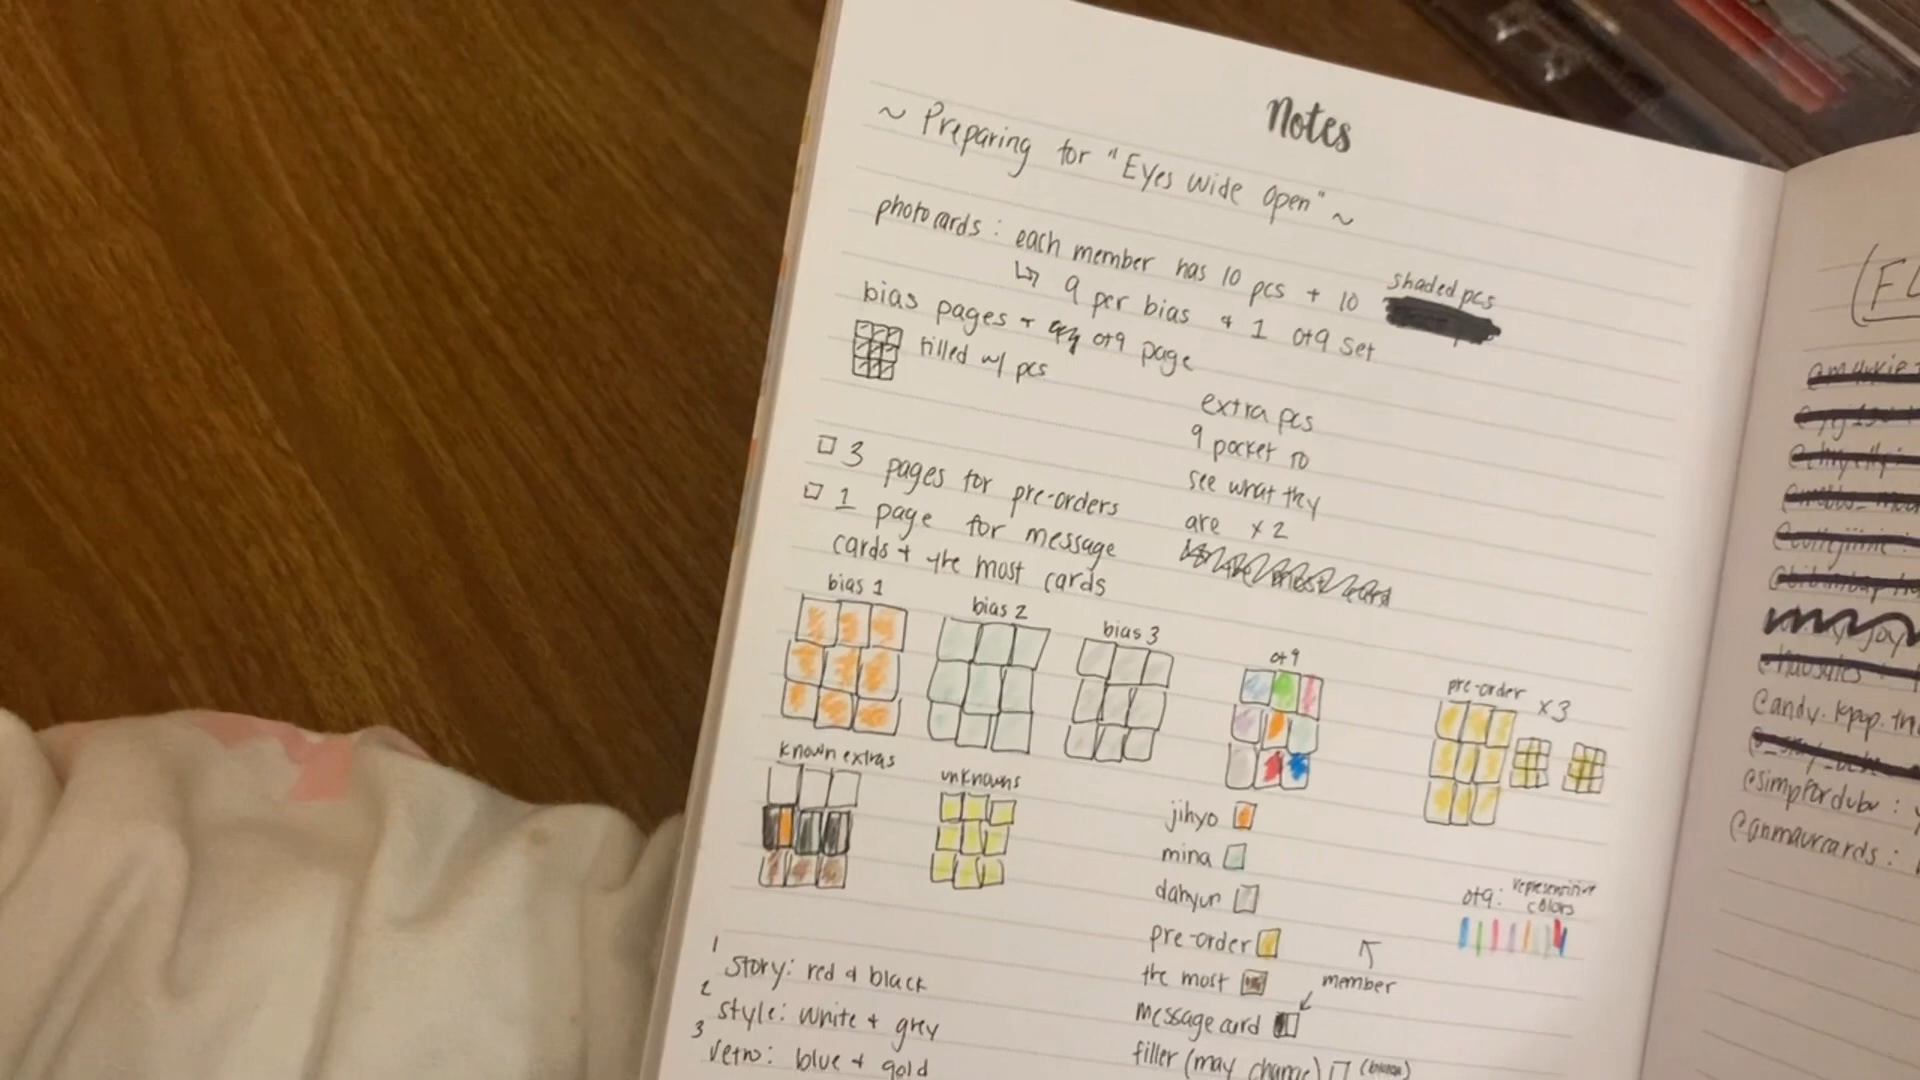 Notes
~ Preparing for "Eyes wide open" ~
photocards: each member has 10 pcs + 10 shaded pcs
↳ 9 per bias + 1 ot9 set
bias pages + ot9 page
filled w/ pcs
extra pcs
9 pocket to
see what they
are x 2
3 pages for pre-orders
1 page for message
cards + the most cards
bias 1
bias 2
bias 3
ot9
pre-order x3
known extras
unknowns
jihyo
mina
dahyun
pre-order
the most
message card
filler (may change)
member
ot9:
colors
1 Story: red & black
2 style: white + grey
3 retro: blue + gold
@candy.kpop.
@simpfordubu :
@anmaurcards :